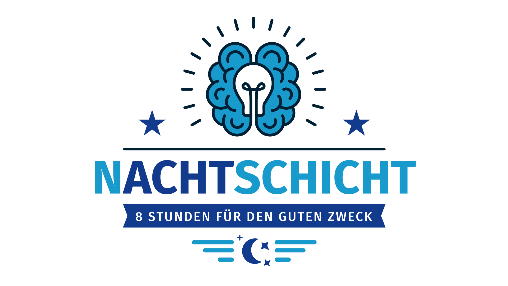 NACHTSCHICHT
8 STUNDEN FÜR DEN GUTEN ZWECK